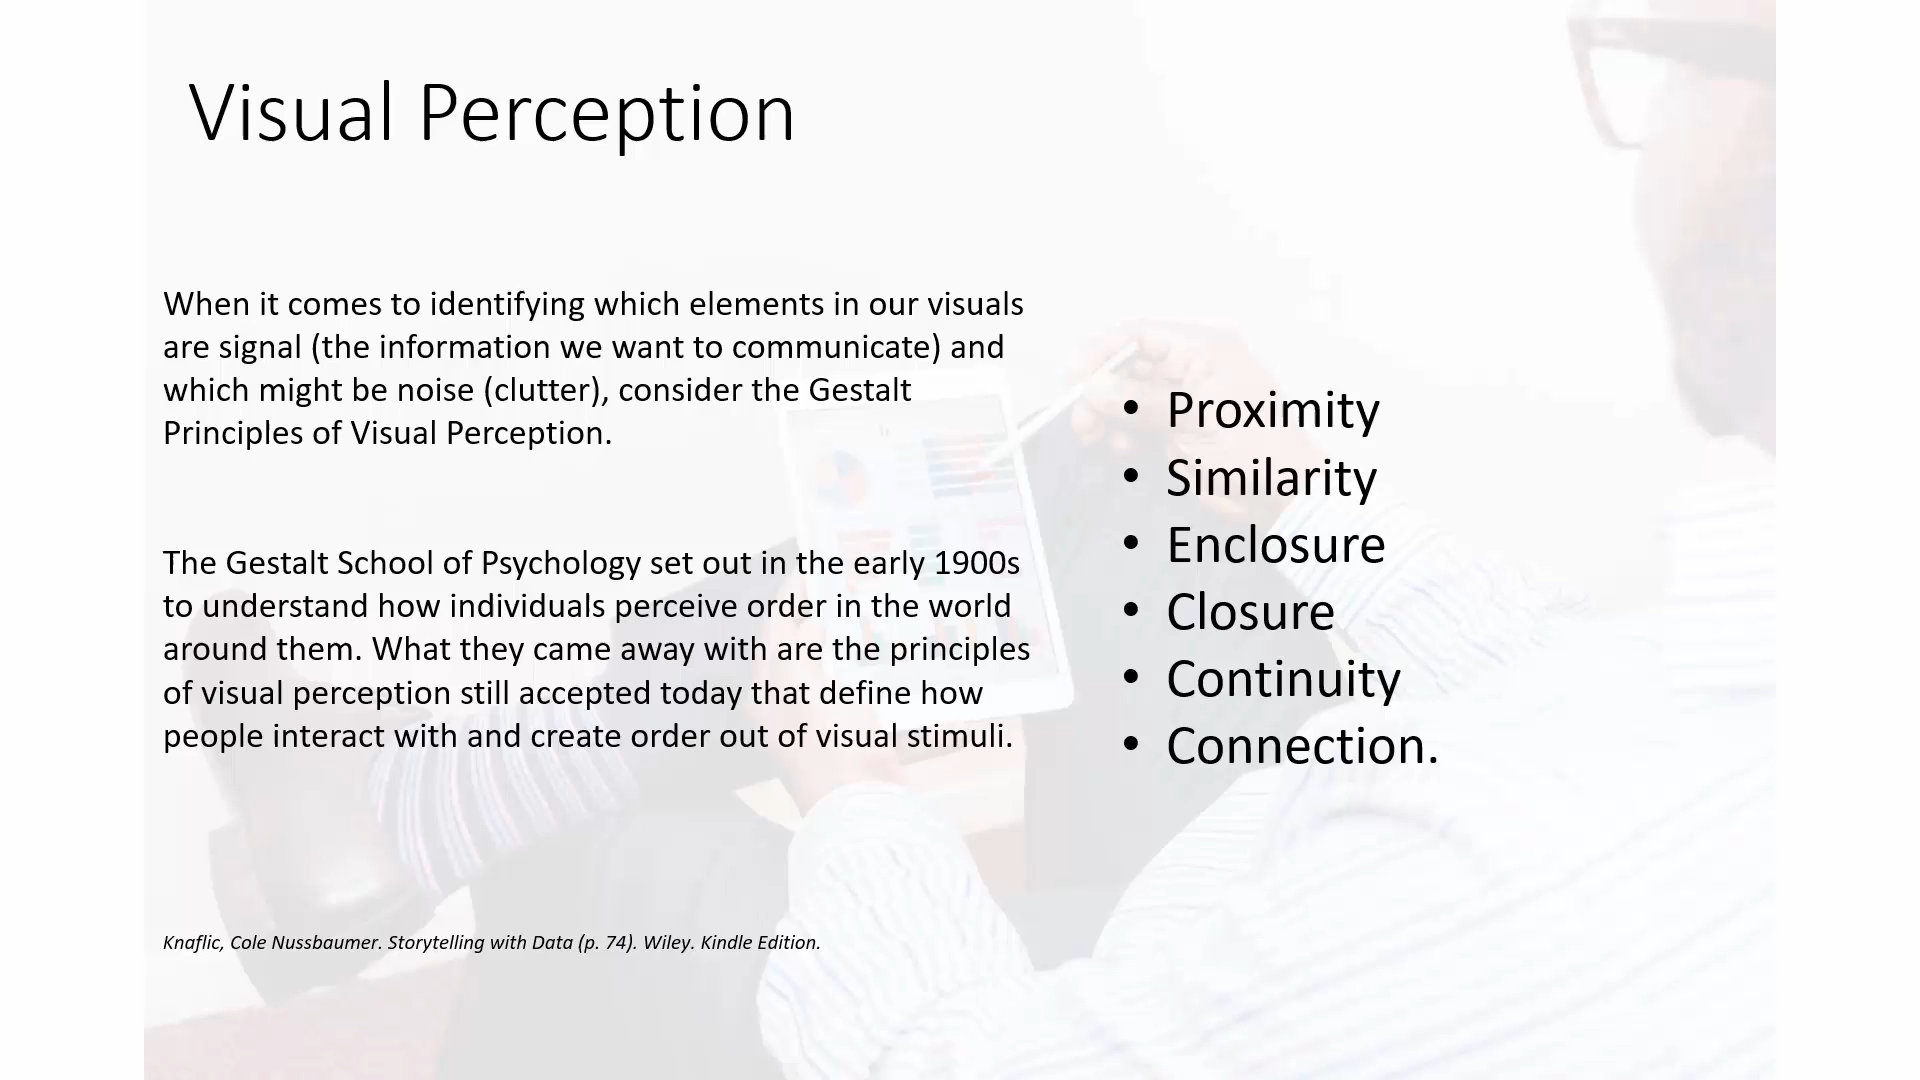 Visual Perception
When it comes to identifying which elements in our visuals
are signal (the information we want to communicate) and
which might be noise (clutter), consider the Gestalt
Principles of Visual Perception.
The Gestalt School of Psychology set out in the early 1900s
to understand how individuals perceive order in the world
around them. What they came away with are the principles
of visual perception still accepted today that define how
people interact with and create order out of visual stimuli.
Knaflic, Cole Nussbaumer. Storytelling with Data (p. 74). Wiley. Kindle Edition.
• Proximity
• Similarity
• Enclosure
• Closure
• Continuity
• Connection.